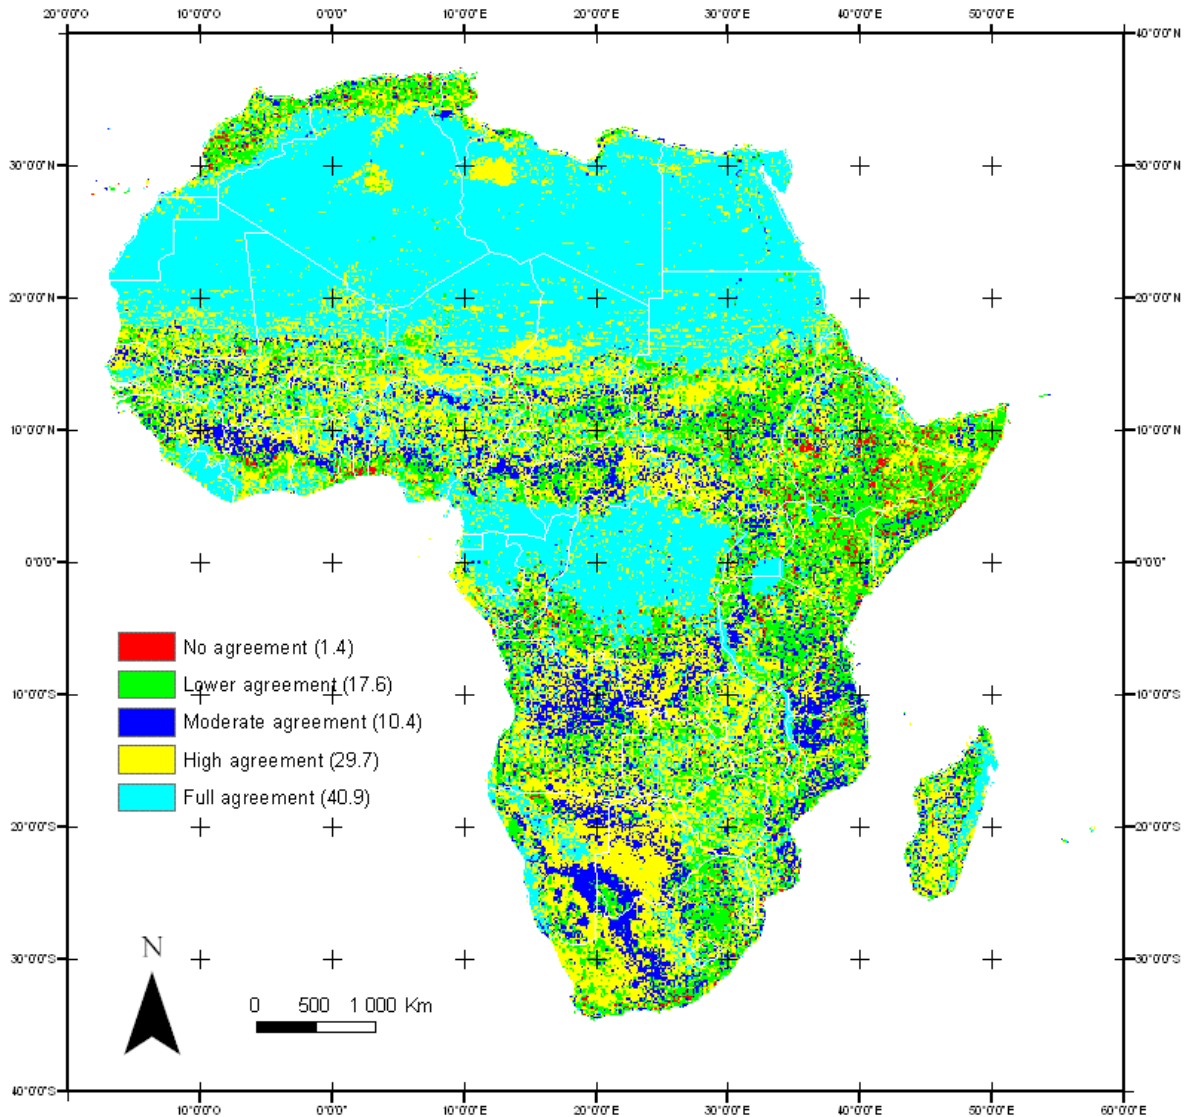 20°0'0"O 10°0'0"O 0°0'0" 10°0'0"E 20°0'0"E 30°0'0"E 40°0'0"E 50°0'0"E
40°0'0"N
30°0'0"N 30°0'0"N
20°0'0"N 20°0'0"N
10°0'0"N 10°0'0"N
0°0'0" 0°0'0"
No agreement (1.4)
Lower agreement (17.6)
10°0'0"S 10°0'0"S
Moderate agreement (10.4)
High agreement (29.7)
Full agreement (40.9)
20°0'0"S 20°0'0"S
N
30°0'0"S 30°0'0"S
0 500 1 000 Km
40°0'0"S
10°0'0"O 0°0'0" 10°0'0"E 20°0'0"E 30°0'0"E 40°0'0"E 50°0'0"E 60°0'0"E